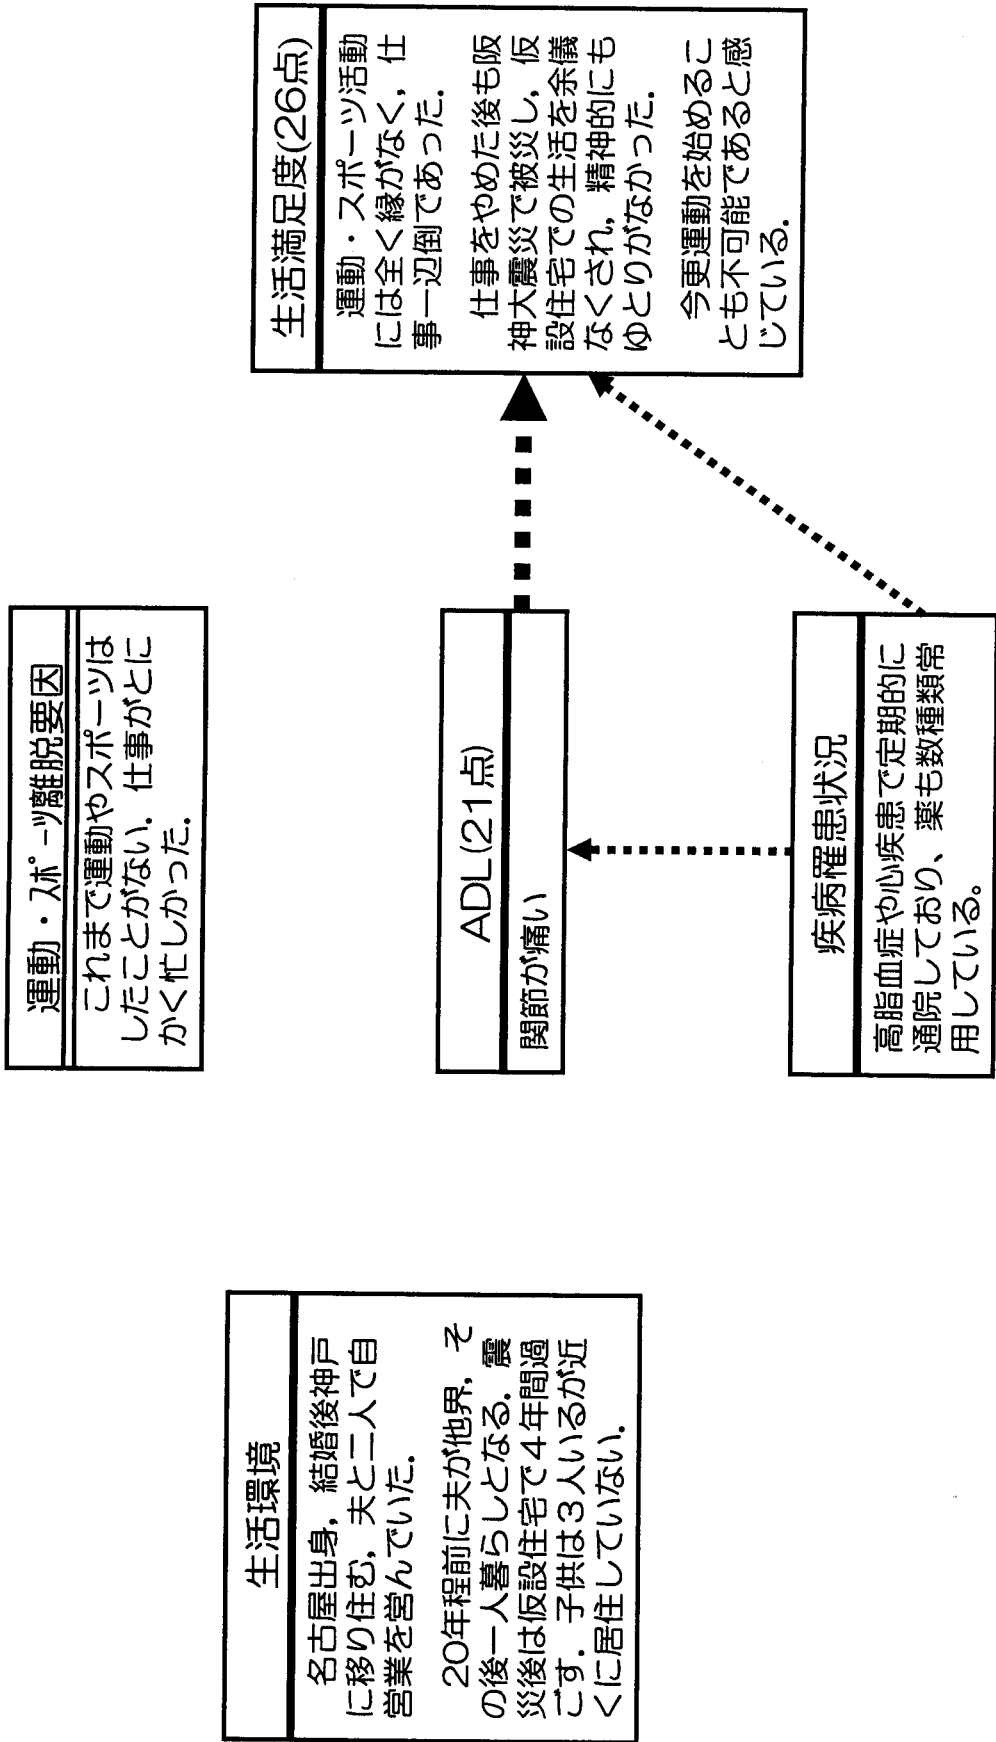 生活環境
名古屋出身，結婚後神戸
に移り住む，夫と二人で自
営業を営んでいた．
20年程前に夫が他界，そ
の後一人暮らしとなる．震
災後は仮設住宅で４年間過
ごす．子供は３人いるが近
くに居住していない．
運動・ｽﾎﾟｰﾂ離脱要因
これまで運動やスポーツは
したことがない．仕事がとに
かく忙しかった．
ADL(21点)
関節が痛い
疾病罹患状況
高脂血症や心疾患で定期的に
通院しており、薬も数種類常
用している。
生活満足度(26点)
運動・スポーツ活動
には全く縁がなく，仕
事一辺倒であった．
仕事をやめた後も阪
神大震災で被災し，仮
設住宅での生活を余儀
なくされ，精神的にも
ゆとりがなかった．
今更運動を始めるこ
とも不可能であると感
じている．